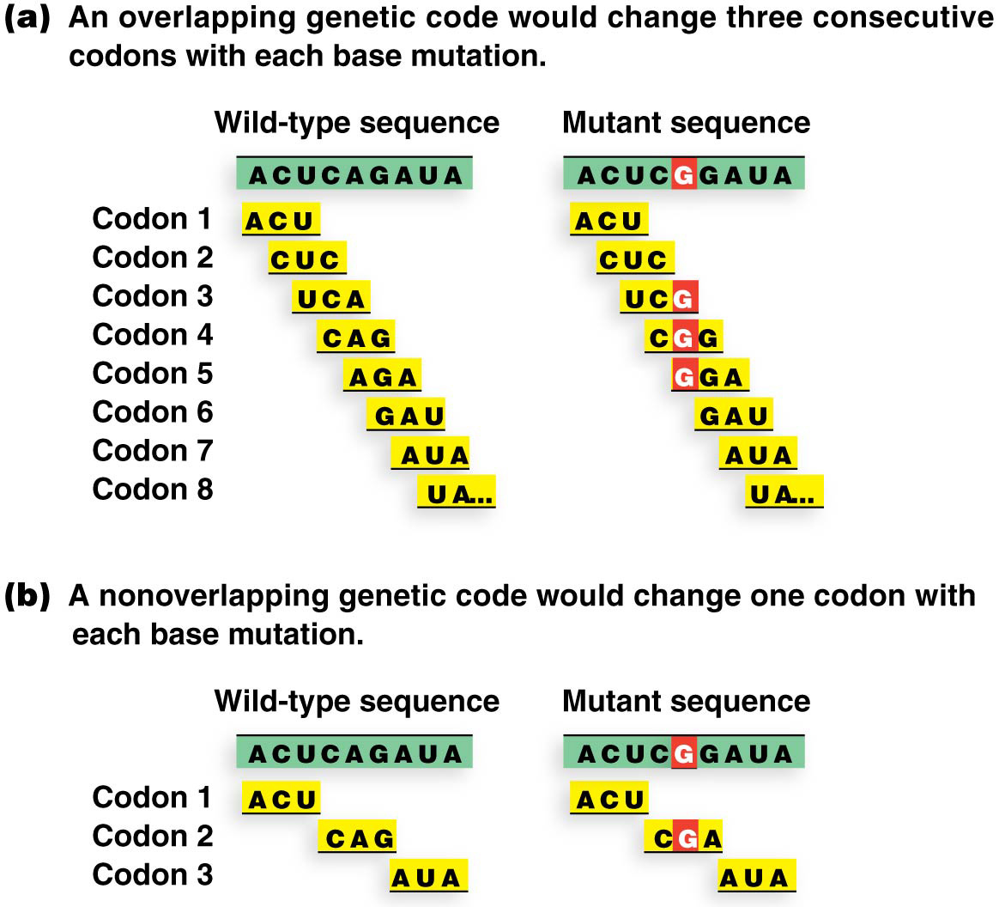 (a) An overlapping genetic code would change three consecutive
codons with each base mutation.
Wild-type sequence Mutant sequence
ACUCAGAUA ACUCGGAUA
Codon 1 ACU ACU
Codon 2 CUC CUC
Codon 3 UCA UCG
Codon 4 CAG CGG
Codon 5 AGA GGA
Codon 6 GAU GAU
Codon 7 AUA AUA
Codon 8 UA... UA...
(b) A nonoverlapping genetic code would change one codon with
each base mutation.
Wild-type sequence Mutant sequence
ACUCAGAUA ACUCGGAUA
Codon 1 ACU ACU
Codon 2 CAG CGA
Codon 3 AUA AUA